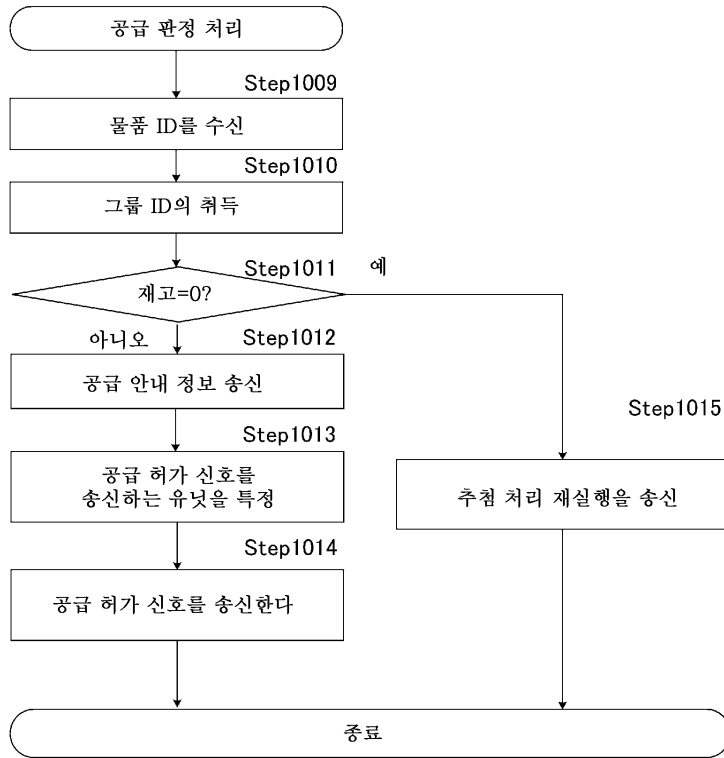 공급 판정 처리
Step1009
물품 ID를 수신
Step1010
그룹 ID의 취득
Step1011 예
재고=0?
아니오 Step1012
공급 안내 정보 송신
Step1015
Step1013
공급 허가 신호를
송신하는 유닛을 특정
추첨 처리 재실행을 송신
Step1014
공급 허가 신호를 송신한다
종료